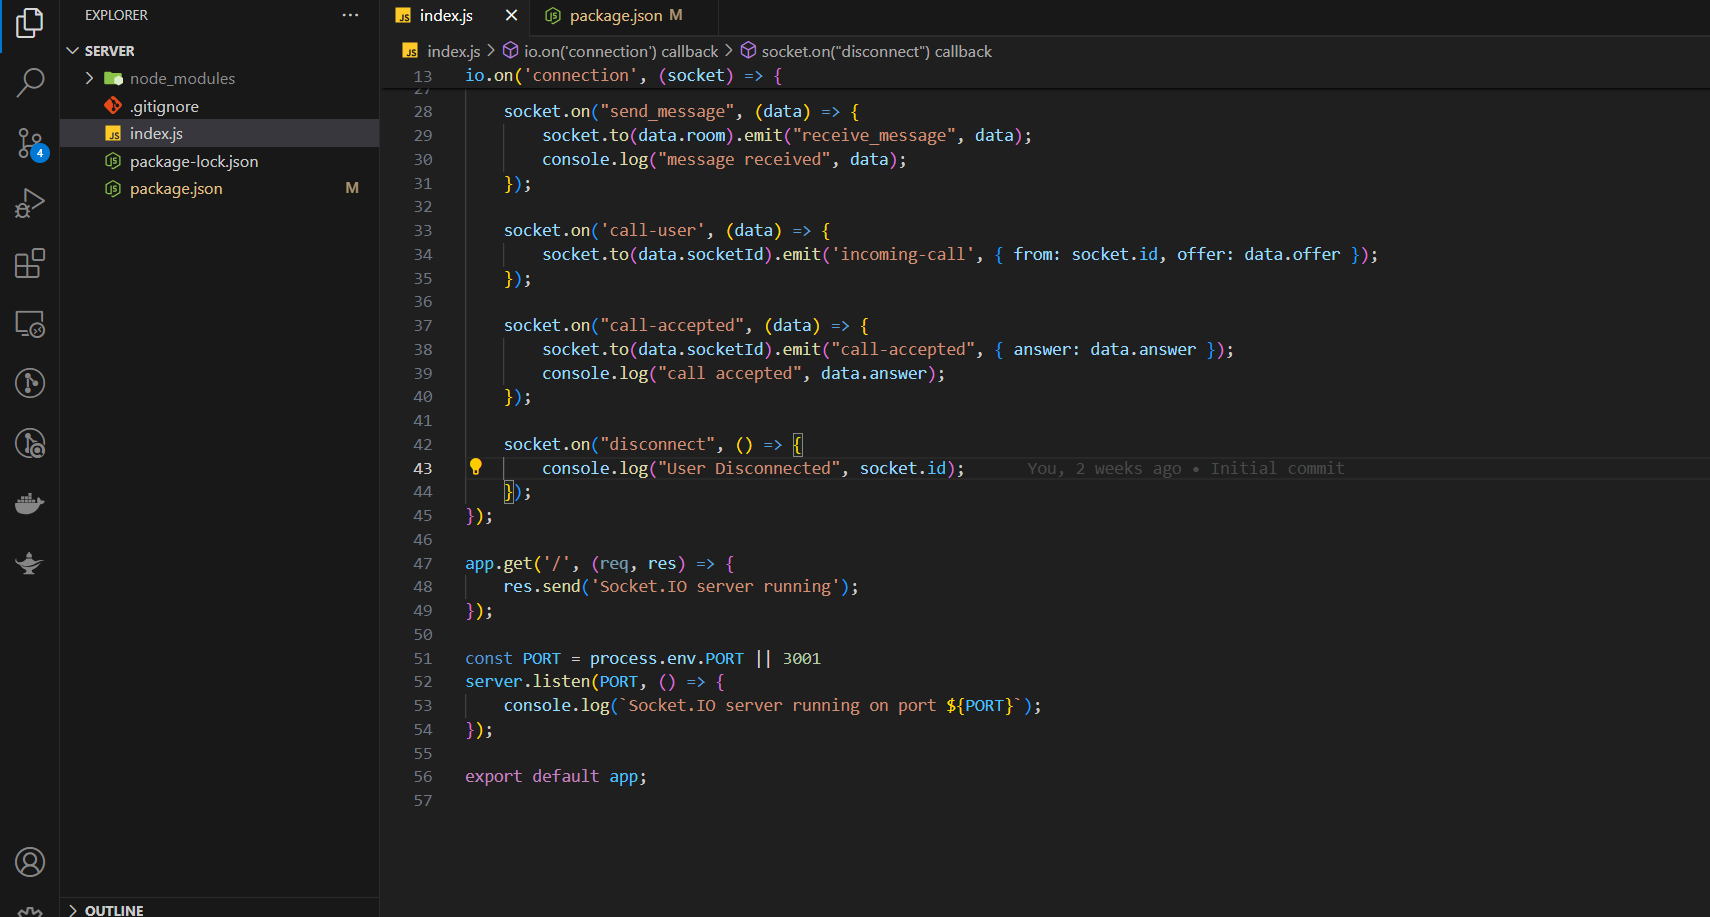 EXPLORER
SERVER
node_modules
.gitignore
index.js
package-lock.json
package.json M
4
OUTLINE
index.js package.json M
index.js > io.on('connection') callback > socket.on("disconnect") callback
13 io.on('connection', (socket) => {
27
28 socket.on("send_message", (data) => {
29 socket.to(data.room).emit("receive_message", data);
30 console.log("message received", data);
31 });
32
33 socket.on('call-user', (data) => {
34 socket.to(data.socketId).emit('incoming-call', { from: socket.id, offer: data.offer });
35 });
36
37 socket.on("call-accepted", (data) => {
38 socket.to(data.socketId).emit("call-accepted", { answer: data.answer });
39 console.log("call accepted", data.answer);
40 });
41
42 socket.on("disconnect", () => {
43 console.log("User Disconnected", socket.id); You, 2 weeks ago • Initial commit
44 });
45 });
46
47 app.get('/', (req, res) => {
48 res.send('Socket.IO server running');
49 });
50
51 const PORT = process.env.PORT || 3001
52 server.listen(PORT, () => {
53 console.log(`Socket.IO server running on port ${PORT}`);
54 });
55
56 export default app;
57